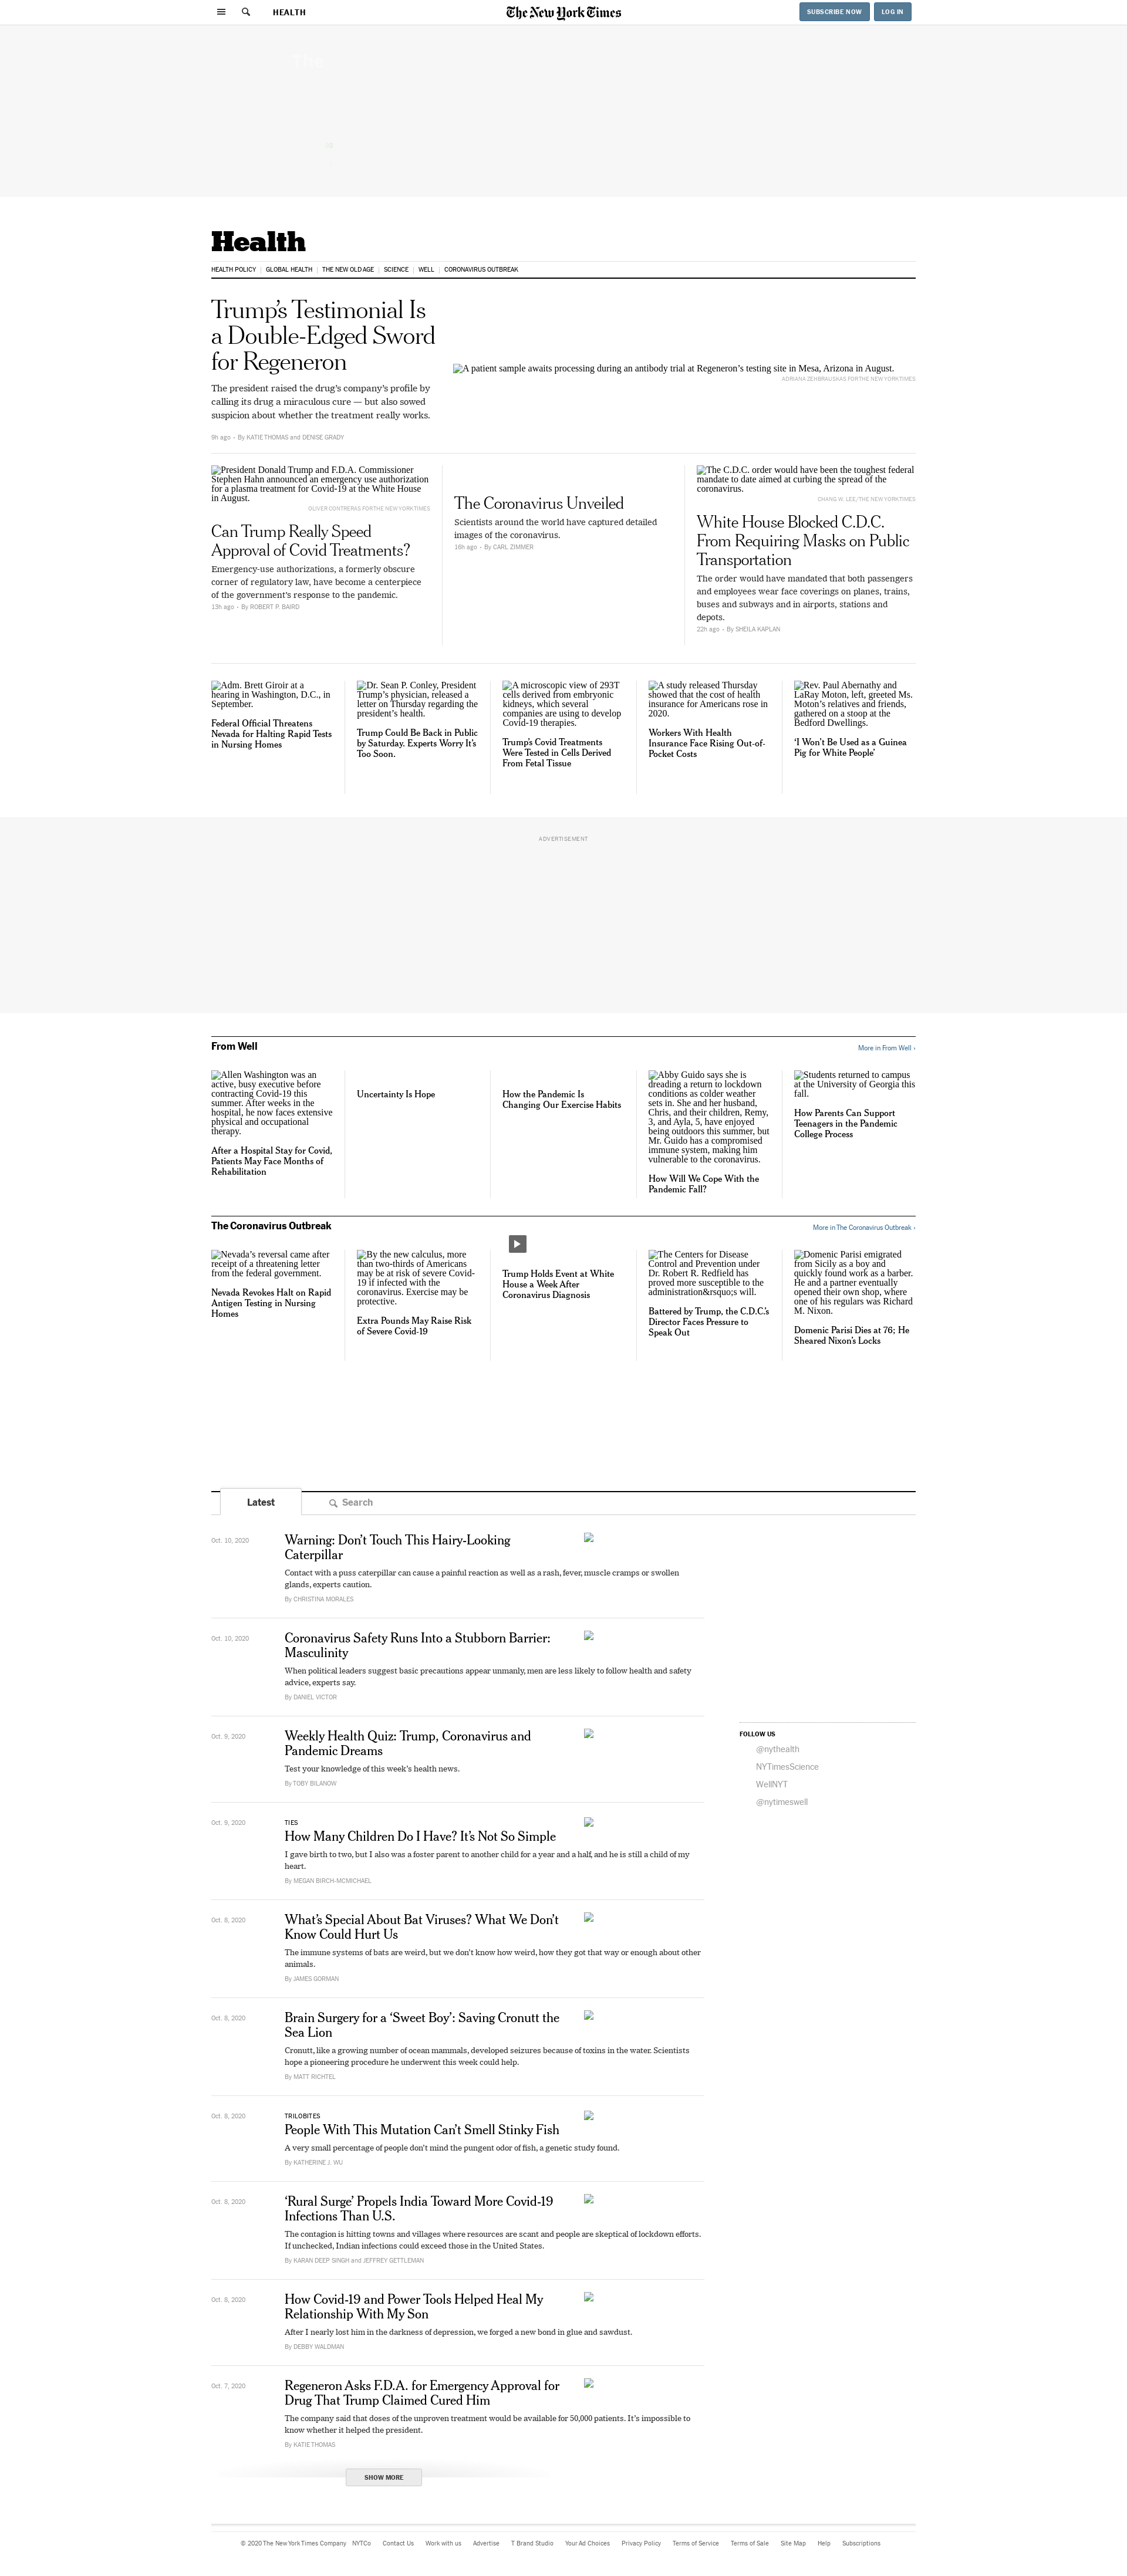 HEALTH
The New York Times
SUBSCRIBE NOW
LOG IN
Health
HEALTH POLICY | GLOBAL HEALTH | THE NEW OLD AGE | SCIENCE | WELL | CORONAVIRUS OUTBREAK
Trump's Testimonial Is
a Double-Edged Sword
for Regeneron
The president raised the drug's company's profile by
calling its drug a miraculous cure — but also sowed
suspicion about whether the treatment really works.
9h ago • By KATIE THOMAS and DENISE GRADY
A patient sample awaits processing during an antibody trial at Regeneron's testing site in Mesa, Arizona in August.
ADRIANA ZEHBRAUSKAS FOR THE NEW YORK TIMES
President Donald Trump and F.D.A. Commissioner
Stephen Hahn announced an emergency use authorization
for a plasma treatment for Covid-19 at the White House
in August.
OLIVER CONTRERAS FOR THE NEW YORK TIMES
Can Trump Really Speed
Approval of Covid Treatments?
Emergency-use authorizations, a formerly obscure
corner of regulatory law, have become a centerpiece
of the government's response to the pandemic.
13h ago • By ROBERT P. BAIRD
The Coronavirus Unveiled
Scientists around the world have captured detailed
images of the coronavirus.
16h ago • By CARL ZIMMER
The C.D.C. order would have been the toughest federal
mandate to date aimed at curbing the spread of the
coronavirus.
CHANG W. LEE/THE NEW YORK TIMES
White House Blocked C.D.C.
From Requiring Masks on Public
Transportation
The order would have mandated that both passengers
and employees wear face coverings on planes, trains,
buses and subways and in airports, stations and
depots.
22h ago • By SHEILA KAPLAN
Adm. Brett Giroir at a
hearing in Washington, D.C., in
September.
Federal Official Threatens
Nevada for Halting Rapid Tests
in Nursing Homes
Dr. Sean P. Conley, President
Trump's physician, released a
letter on Thursday regarding the
president's health.
Trump Could Be Back in Public
by Saturday. Experts Worry It's
Too Soon.
A microscopic view of 293T
cells derived from embryonic
kidneys, which several
companies are using to develop
Covid-19 therapies.
Trump's Covid Treatments
Were Tested in Cells Derived
From Fetal Tissue
A study released Thursday
showed that the cost of health
insurance for Americans rose in
2020.
Workers With Health
Insurance Face Rising Out-of-
Pocket Costs
Rev. Paul Abernathy and
LaRay Moton, left, greeted Ms.
Moton's relatives and friends,
gathered on a stoop at the
Bedford Dwellings.
'I Won't Be Used as a Guinea
Pig for White People'
ADVERTISEMENT
From Well
More in From Well ›
Allen Washington was an
active, busy executive before
contracting Covid-19 this
summer. After weeks in the
hospital, he now faces extensive
physical and occupational
therapy.
After a Hospital Stay for Covid,
Patients May Face Months of
Rehabilitation
Uncertainty Is Hope
How the Pandemic Is
Changing Our Exercise Habits
Abby Guido says she is
dreading a return to lockdown
conditions as colder weather
sets in. She and her husband,
Chris, and their children, Remy,
3, and Ayla, 5, have enjoyed
being outdoors this summer, but
Mr. Guido has a compromised
immune system, making him
vulnerable to the coronavirus.
How Will We Cope With the
Pandemic Fall?
Students returned to campus
at the University of Georgia this
fall.
How Parents Can Support
Teenagers in the Pandemic
College Process
The Coronavirus Outbreak
More in The Coronavirus Outbreak ›
Nevada's reversal came after
receipt of a threatening letter
from the federal government.
Nevada Revokes Halt on Rapid
Antigen Testing in Nursing
Homes
By the new calculus, more
than two-thirds of Americans
may be at risk of severe Covid-
19 if infected with the
coronavirus. Exercise may be
protective.
Extra Pounds May Raise Risk
of Severe Covid-19
Trump Holds Event at White
House a Week After
Coronavirus Diagnosis
The Centers for Disease
Control and Prevention under
Dr. Robert R. Redfield has
proved more susceptible to the
administration&rsquo;s will.
Battered by Trump, the C.D.C.'s
Director Faces Pressure to
Speak Out
Domenic Parisi emigrated
from Sicily as a boy and
quickly found work as a barber.
He and a partner eventually
opened their own shop, where
one of his regulars was Richard
M. Nixon.
Domenic Parisi Dies at 76; He
Sheared Nixon's Locks
Latest
Search
Oct. 10, 2020
Warning: Don't Touch This Hairy-Looking
Caterpillar
Contact with a puss caterpillar can cause a painful reaction as well as a rash, fever, muscle cramps or swollen
glands, experts caution.
By CHRISTINA MORALES
Oct. 10, 2020
Coronavirus Safety Runs Into a Stubborn Barrier:
Masculinity
When political leaders suggest basic precautions appear unmanly, men are less likely to follow health and safety
advice, experts say.
By DANIEL VICTOR
Oct. 9, 2020
Weekly Health Quiz: Trump, Coronavirus and
Pandemic Dreams
Test your knowledge of this week's health news.
By TOBY BILANOW
FOLLOW US
@nythealth
NYTimesScience
WellNYT
@nytimeswell
Oct. 9, 2020
TIES
How Many Children Do I Have? It's Not So Simple
I gave birth to two, but I also was a foster parent to another child for a year and a half, and he is still a child of my
heart.
By MEGAN BIRCH-MCMICHAEL
Oct. 8, 2020
What's Special About Bat Viruses? What We Don't
Know Could Hurt Us
The immune systems of bats are weird, but we don't know how weird, how they got that way or enough about other
animals.
By JAMES GORMAN
Oct. 8, 2020
Brain Surgery for a 'Sweet Boy': Saving Cronutt the
Sea Lion
Cronutt, like a growing number of ocean mammals, developed seizures because of toxins in the water. Scientists
hope a pioneering procedure he underwent this week could help.
By MATT RICHTEL
Oct. 8, 2020
TRILOBITES
People With This Mutation Can't Smell Stinky Fish
A very small percentage of people don't mind the pungent odor of fish, a genetic study found.
By KATHERINE J. WU
Oct. 8, 2020
'Rural Surge' Propels India Toward More Covid-19
Infections Than U.S.
The contagion is hitting towns and villages where resources are scant and people are skeptical of lockdown efforts.
If unchecked, Indian infections could exceed those in the United States.
By KARAN DEEP SINGH and JEFFREY GETTLEMAN
Oct. 8, 2020
How Covid-19 and Power Tools Helped Heal My
Relationship With My Son
After I nearly lost him in the darkness of depression, we forged a new bond in glue and sawdust.
By DEBBY WALDMAN
Oct. 7, 2020
Regeneron Asks F.D.A. for Emergency Approval for
Drug That Trump Claimed Cured Him
The company said that doses of the unproven treatment would be available for 50,000 patients. It's impossible to
know whether it helped the president.
By KATIE THOMAS
SHOW MORE
© 2020 The New York Times Company NYTCo Contact Us Work with us Advertise T Brand Studio Your Ad Choices Privacy Policy Terms of Service Terms of Sale Site Map Help Subscriptions